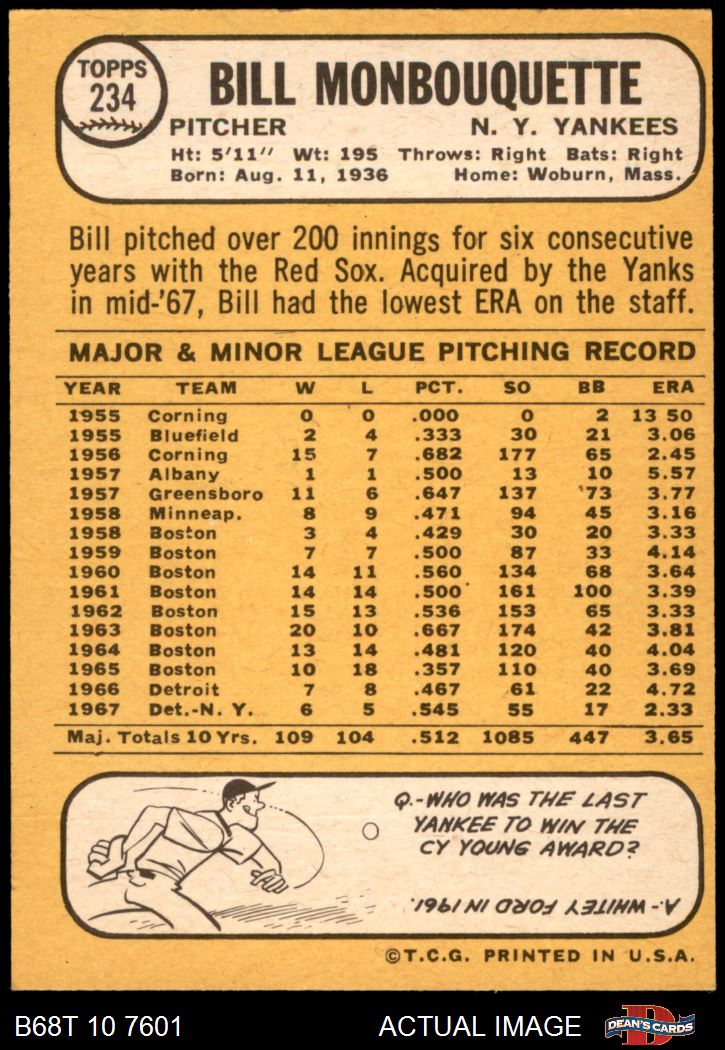 TOPPS
234
BILL MONBOUQUETTE
PITCHER N. Y. YANKEES
Ht: 5'11" Wt: 195 Throws: Right Bats: Right
Born: Aug. 11, 1936 Home: Woburn, Mass.
Bill pitched over 200 innings for six consecutive
years with the Red Sox. Acquired by the Yanks
in mid-'67, Bill had the lowest ERA on the staff.
MAJOR & MINOR LEAGUE PITCHING RECORD
YEAR TEAM W L PCT. SO BB ERA
1955 Corning 0 0 .000 0 2 13 50
1955 Bluefield 2 4 .333 30 21 3.06
1956 Corning 15 7 .682 177 65 2.45
1957 Albany 1 1 .500 13 10 5.57
1957 Greensboro 11 6 .647 137 73 3.77
1958 Minneap. 8 9 .471 94 45 3.16
1958 Boston 3 4 .429 30 20 3.33
1959 Boston 7 7 .500 87 33 4.14
1960 Boston 14 11 .560 134 68 3.64
1961 Boston 14 14 .500 161 100 3.39
1962 Boston 15 13 .536 153 65 3.33
1963 Boston 20 10 .667 174 42 3.81
1964 Boston 13 14 .481 120 40 4.04
1965 Boston 10 18 .357 110 40 3.69
1966 Detroit 7 8 .467 61 22 4.72
1967 Det.-N. Y. 6 5 .545 55 17 2.33
Maj. Totals 10 Yrs. 109 104 .512 1085 447 3.65
Q.-WHO WAS THE LAST
YANKEE TO WIN THE
CY YOUNG AWARD?
A.-WHITEY FORD IN 1961.
©T.C.G. PRINTED IN U.S.A.
B68T 10 7601 ACTUAL IMAGE
D
DEAN'S CARDS